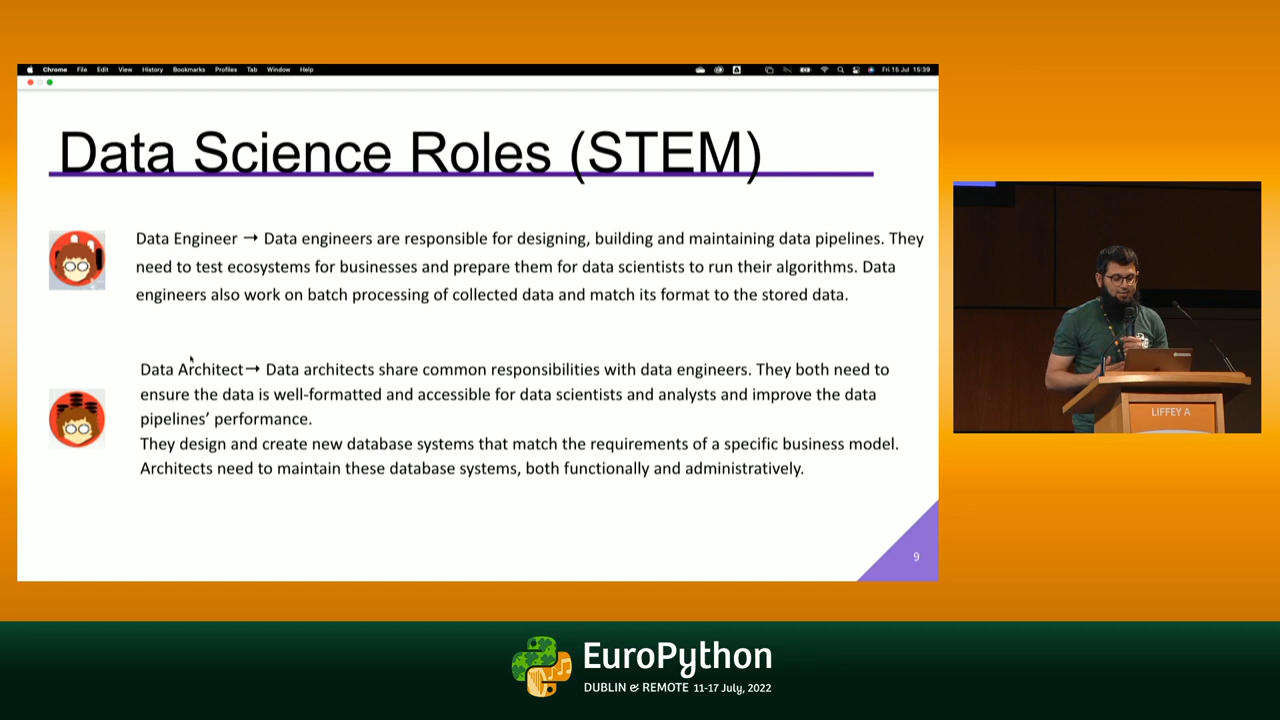 Chrome File Edit View History Bookmarks Profiles Tab Window Help Fri 15 Jul 15:39
Data Science Roles (STEM)
Data Engineer → Data engineers are responsible for designing, building and maintaining data pipelines. They
need to test ecosystems for businesses and prepare them for data scientists to run their algorithms. Data
engineers also work on batch processing of collected data and match its format to the stored data.
Data Architect→ Data architects share common responsibilities with data engineers. They both need to
ensure the data is well-formatted and accessible for data scientists and analysts and improve the data
pipelines’ performance.
They design and create new database systems that match the requirements of a specific business model.
Architects need to maintain these database systems, both functionally and administratively.
9
LIFFEY A
EuroPython
DUBLIN & REMOTE 11-17 July, 2022